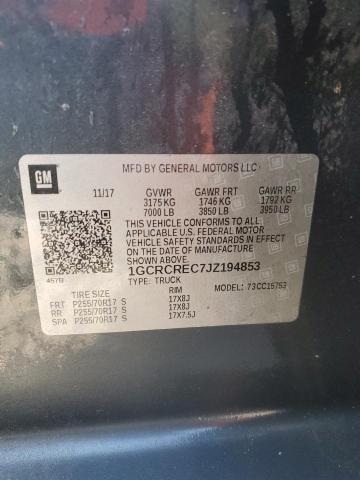 GM
MFD BY GENERAL MOTORS LLC
11/17 GVWR GAWR FRT GAWR RR
3175 KG 1746 KG 1792 KG
7000 LB 3850 LB 3950 LB
THIS VEHICLE CONFORMS TO ALL
APPLICABLE U.S. FEDERAL MOTOR
VEHICLE SAFETY STANDARDS IN EFFECT
ON THE DATE OF MANUFACTURE
SHOWN ABOVE.
1GCRCREC7JZ194853
TYPE: TRUCK
457B
MODEL: 73CC15753
TIRE SIZE RIM
FRT P255/70R17 S 17X8J
RR P255/70R17 S 17X8J
SPA P255/70R17 S 17X7.5J